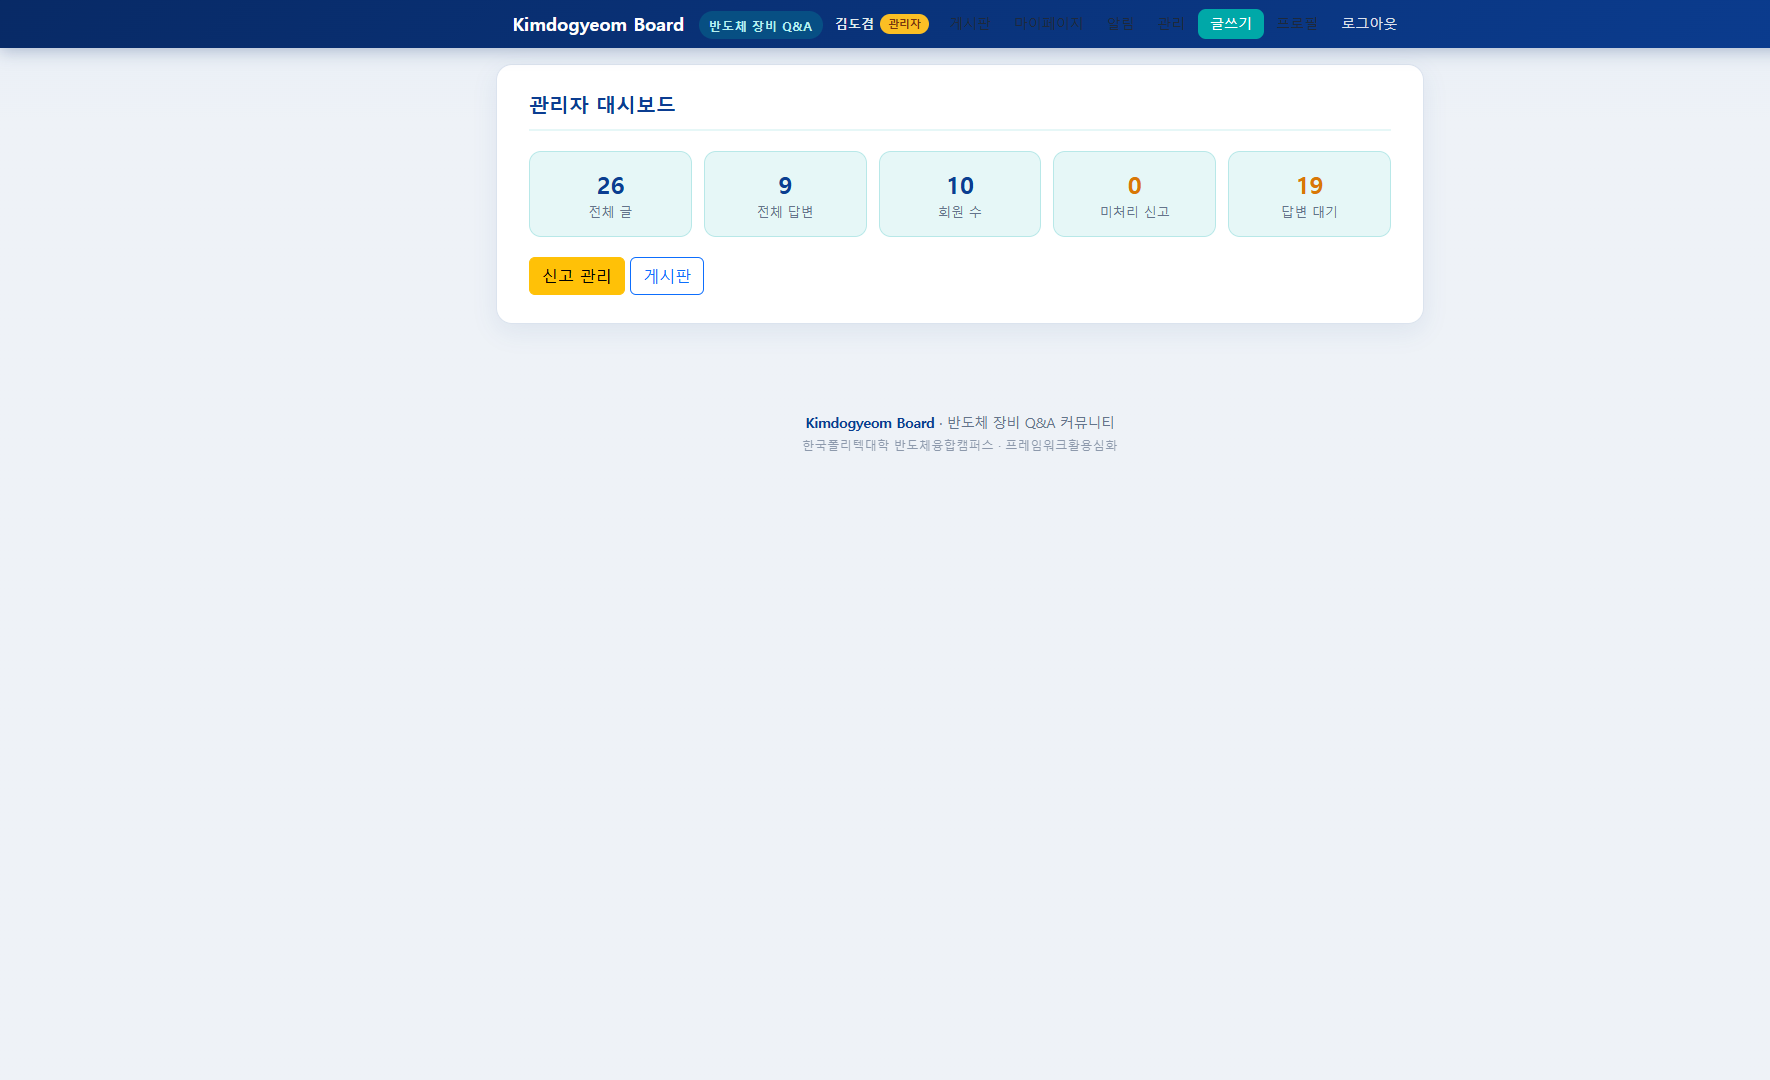 Kimdogyeom Board 반도체 장비 Q&A 김도겸 관리자 게시판 마이페이지 알림 관리 글쓰기 프로필 로그아웃
관리자 대시보드
26 9 10 0 19
전체 글 전체 답변 회원 수 미처리 신고 답변 대기
신고 관리 게시판
Kimdogyeom Board · 반도체 장비 Q&A 커뮤니티
한국폴리텍대학 반도체융합캠퍼스 · 프레임워크활용심화